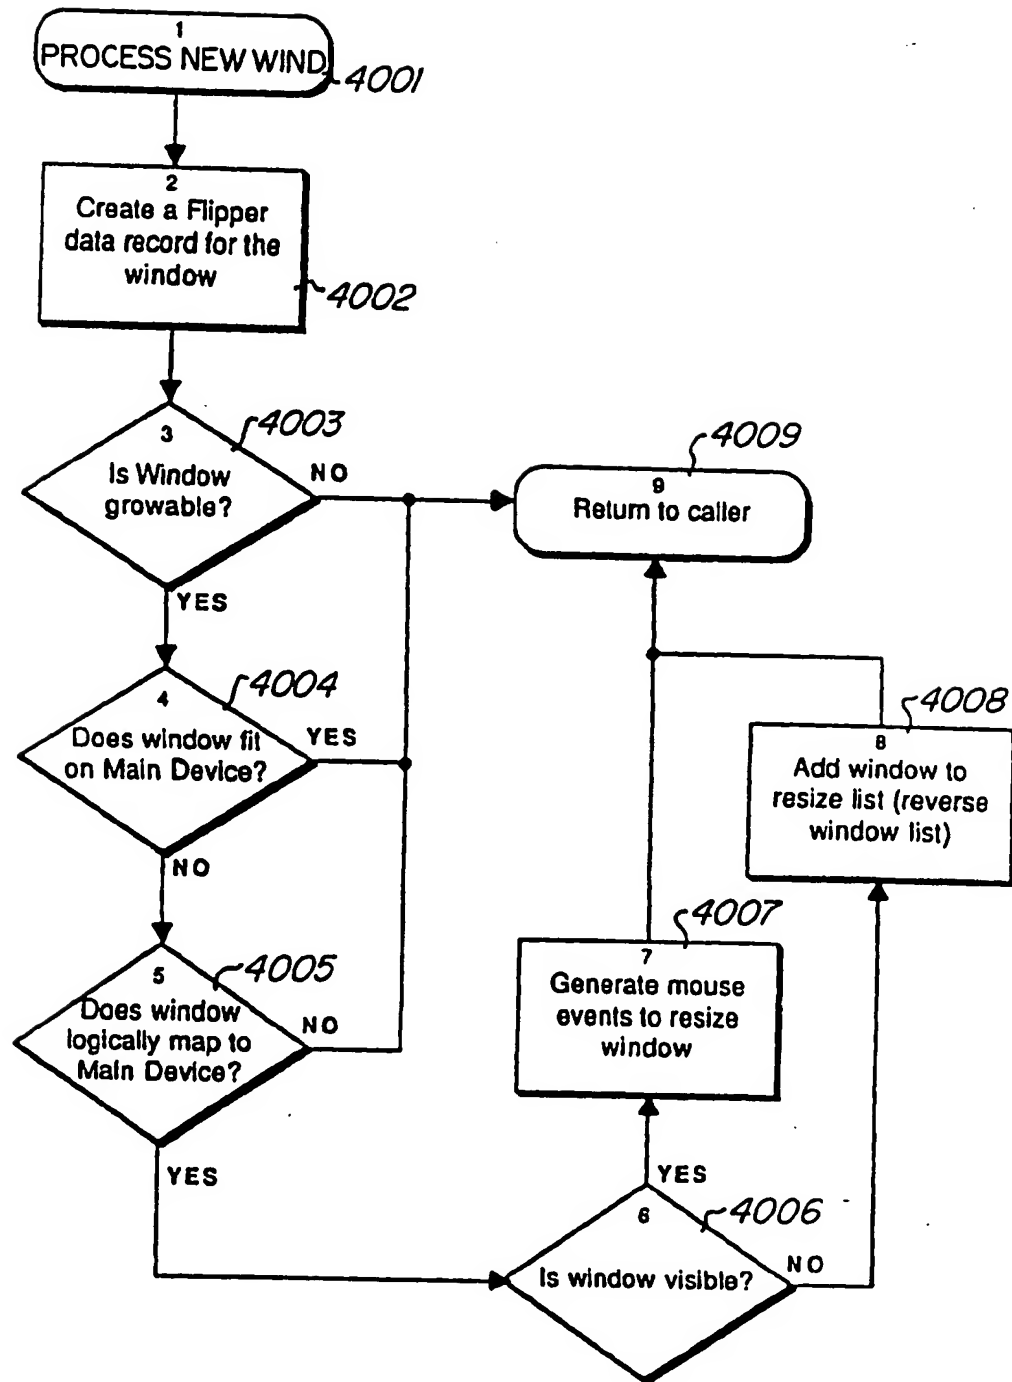 1
PROCESS NEW WIND
4001
2
Create a Flipper
data record for the
window
4002
3
4003
Is Window
growable?
NO
YES
4009
9
Return to caller
4
4004
Does window fit
on Main Device?
YES
NO
4008
8
Add window to
resize list (reverse
window list)
5
4005
Does window
logically map to
Main Device?
NO
YES
4007
7
Generate mouse
events to resize
window
YES
6
4006
Is window visible?
NO